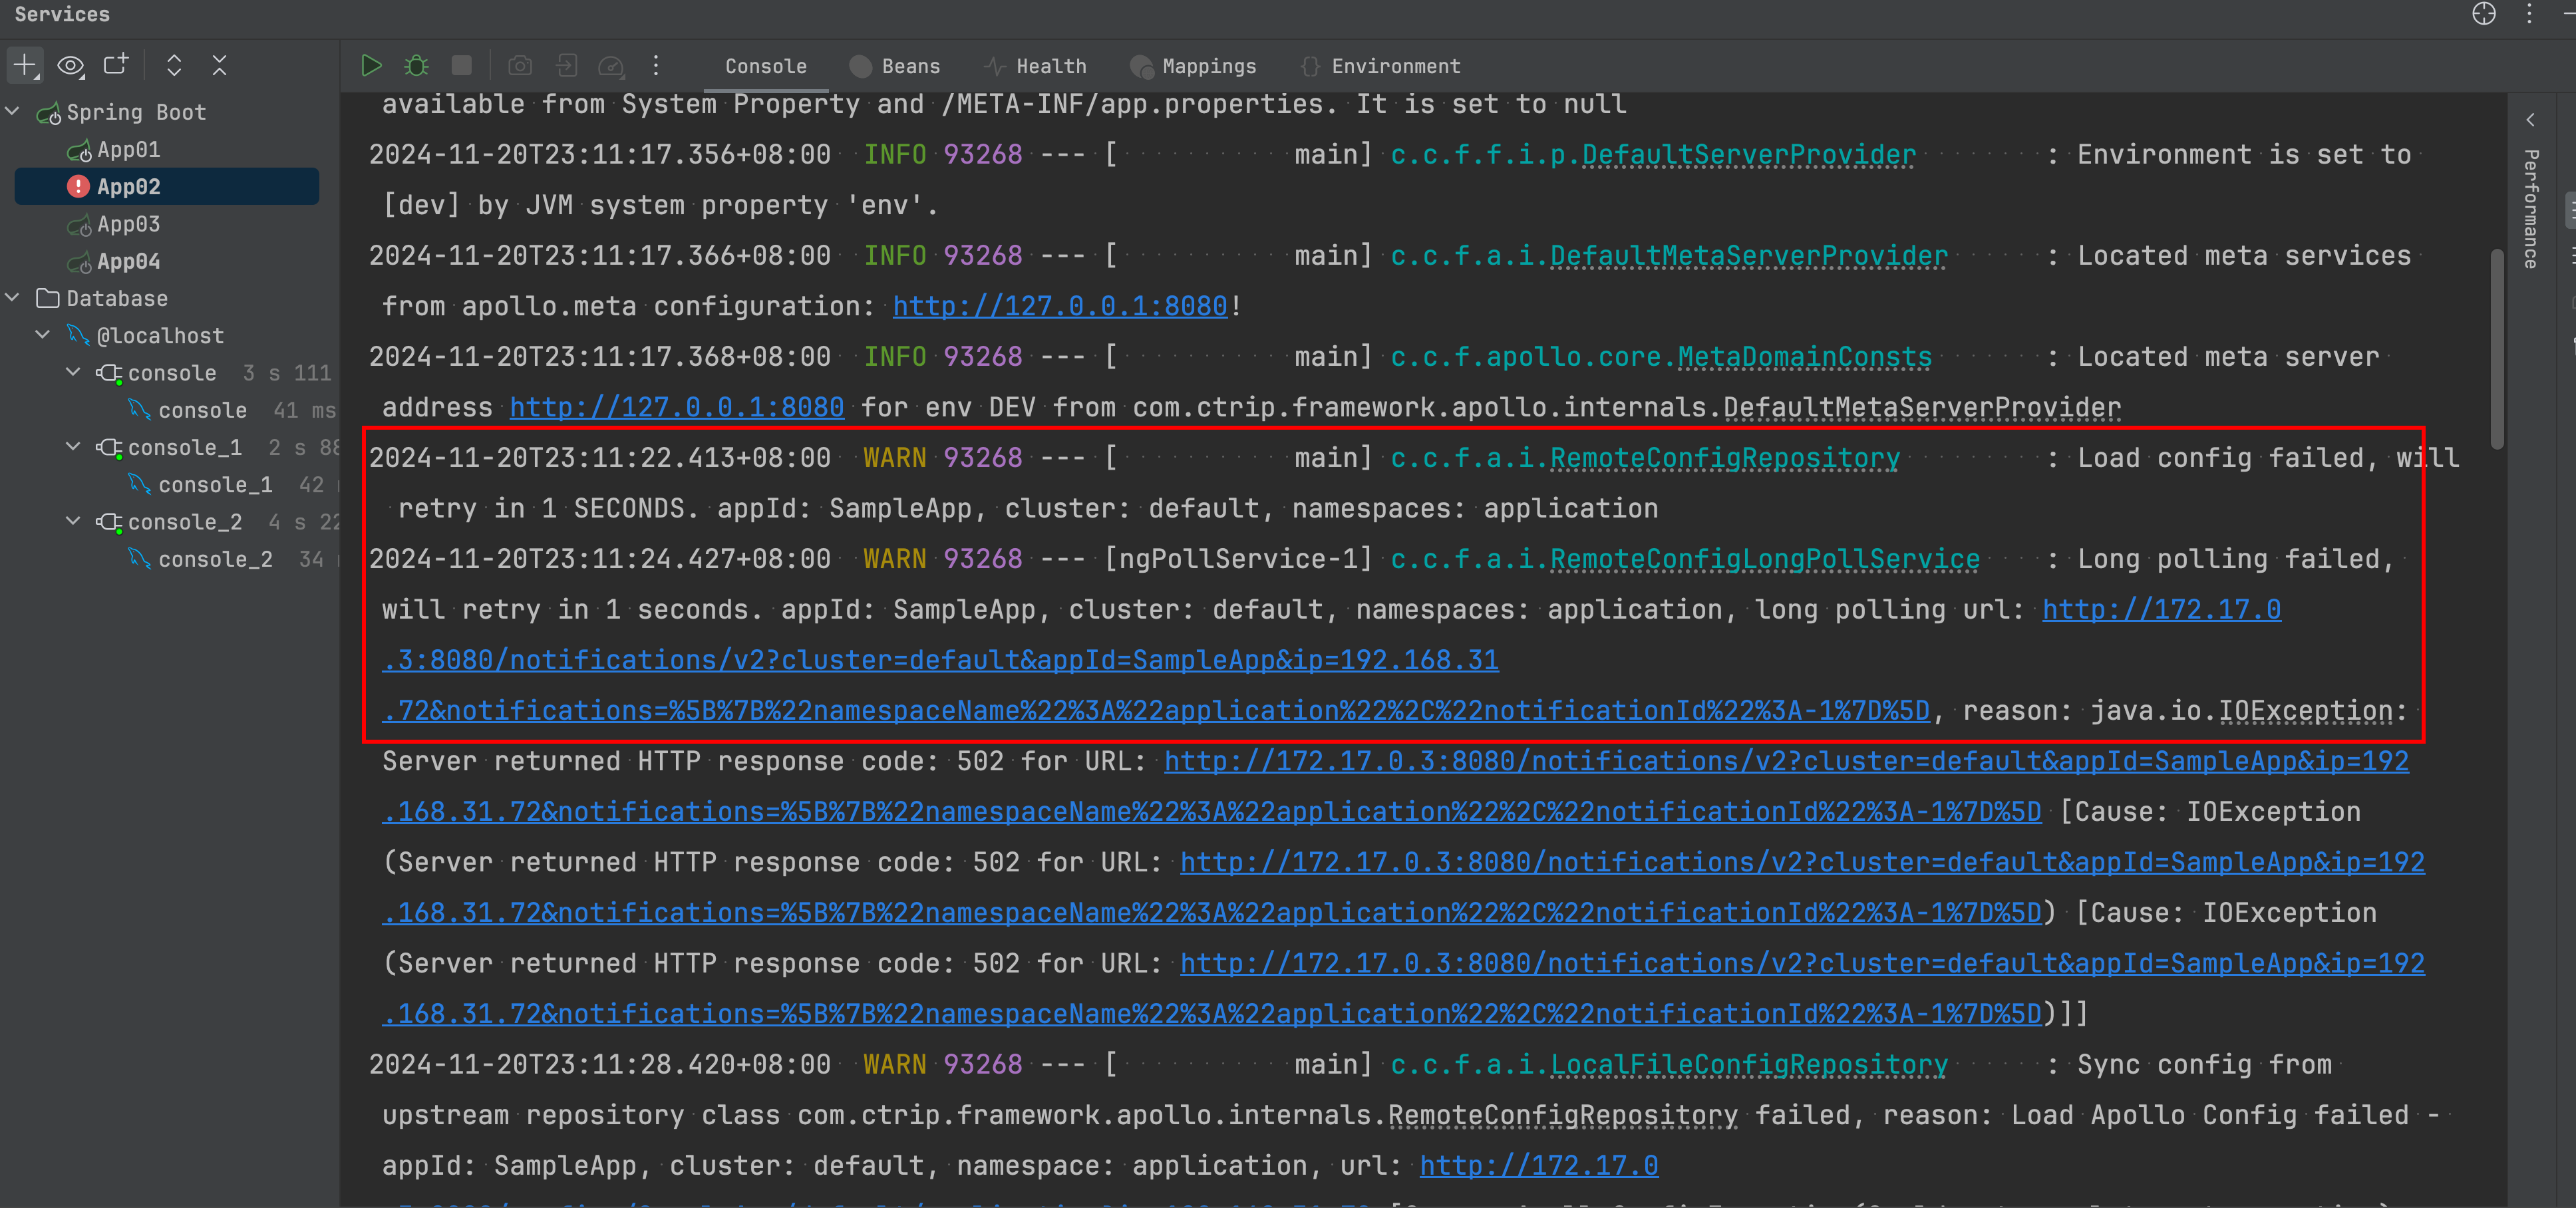 Services
Console
Beans
Health
Mappings
Environment
Spring Boot
App01
App02
App03
App04
Database
@localhost
console 3 s 111
console 41 ms
console_1 2 s 88
console_1 42
console_2 4 s 22
console_2 34
available from System Property and /META-INF/app.properties. It is set to null
2024-11-20T23:11:17.356+08:00 INFO 93268 --- [ main] c.c.f.f.i.p.DefaultServerProvider : Environment is set to
[dev] by JVM system property 'env'.
2024-11-20T23:11:17.366+08:00 INFO 93268 --- [ main] c.c.f.a.i.DefaultMetaServerProvider : Located meta services
from apollo.meta configuration: http://127.0.0.1:8080!
2024-11-20T23:11:17.368+08:00 INFO 93268 --- [ main] c.c.f.apollo.core.MetaDomainConsts : Located meta server
address http://127.0.0.1:8080 for env DEV from com.ctrip.framework.apollo.internals.DefaultMetaServerProvider
2024-11-20T23:11:22.413+08:00 WARN 93268 --- [ main] c.c.f.a.i.RemoteConfigRepository : Load config failed, will
retry in 1 SECONDS. appId: SampleApp, cluster: default, namespaces: application
2024-11-20T23:11:24.427+08:00 WARN 93268 --- [ngPollService-1] c.c.f.a.i.RemoteConfigLongPollService : Long polling failed,
will retry in 1 seconds. appId: SampleApp, cluster: default, namespaces: application, long polling url: http://172.17.0
.3:8080/notifications/v2?cluster=default&appId=SampleApp&ip=192.168.31
.72&notifications=%5B%7B%22namespaceName%22%3A%22application%22%2C%22notificationId%22%3A-1%7D%5D, reason: java.io.IOException:
Server returned HTTP response code: 502 for URL: http://172.17.0.3:8080/notifications/v2?cluster=default&appId=SampleApp&ip=192
.168.31.72&notifications=%5B%7B%22namespaceName%22%3A%22application%22%2C%22notificationId%22%3A-1%7D%5D [Cause: IOException
(Server returned HTTP response code: 502 for URL: http://172.17.0.3:8080/notifications/v2?cluster=default&appId=SampleApp&ip=192
.168.31.72&notifications=%5B%7B%22namespaceName%22%3A%22application%22%2C%22notificationId%22%3A-1%7D%5D) [Cause: IOException
(Server returned HTTP response code: 502 for URL: http://172.17.0.3:8080/notifications/v2?cluster=default&appId=SampleApp&ip=192
.168.31.72&notifications=%5B%7B%22namespaceName%22%3A%22application%22%2C%22notificationId%22%3A-1%7D%5D)]]
2024-11-20T23:11:28.420+08:00 WARN 93268 --- [ main] c.c.f.a.i.LocalFileConfigRepository : Sync config from
upstream repository class com.ctrip.framework.apollo.internals.RemoteConfigRepository failed, reason: Load Apollo Config failed -
appId: SampleApp, cluster: default, namespace: application, url: http://172.17.0
Performance